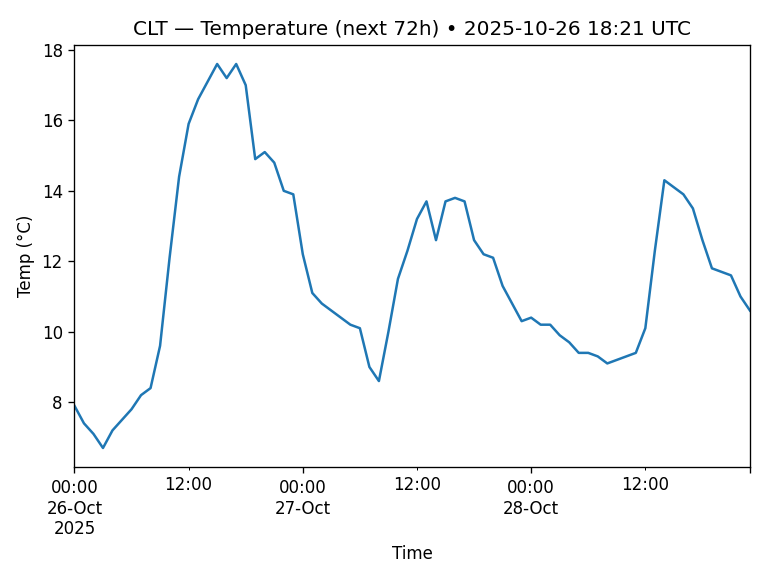 CLT — Temperature (next 72h) • 2025-10-26 18:21 UTC
18
16
14
12
10
8
Temp (°C)
00:00 12:00 00:00 12:00 00:00 12:00
26-Oct 27-Oct 28-Oct
2025
Time